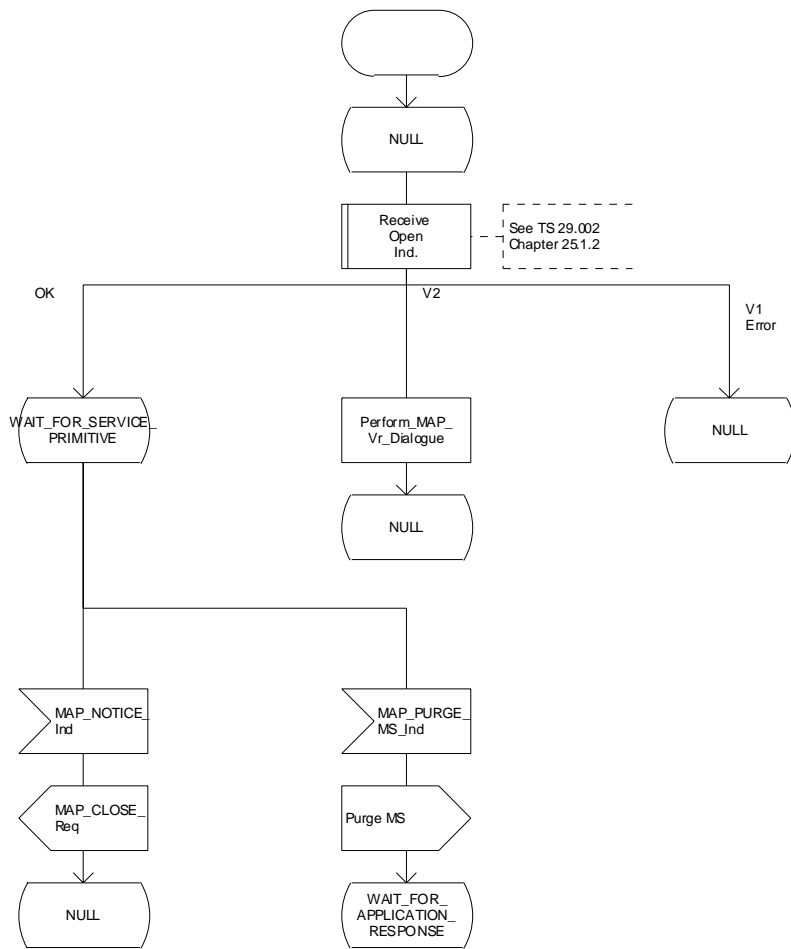 NULL
Receive
Open
Ind.
See TS 29.002
Chapter 25.1.2
OK
V2
V1
Error
WAIT_FOR_SERVICE_
PRIMITIVE
Perform_MAP_
Vr_Dialogue
NULL
NULL
MAP_NOTICE_
Ind
MAP_PURGE_
MS_Ind
MAP_CLOSE_
Req
Purge MS
NULL
WAIT_FOR_
APPLICATION_
RESPONSE